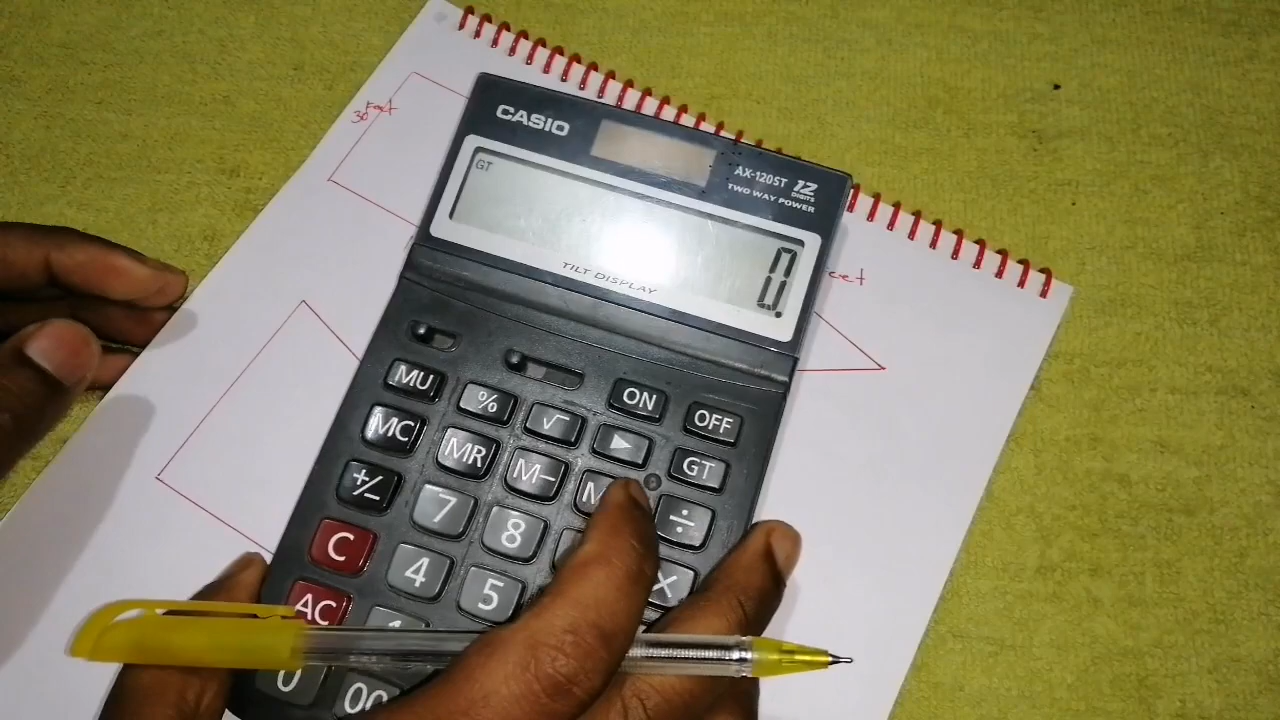 CASIO
AX-120ST 12
DIGITS
TWO WAY POWER
GT
0.
TILT DISPLAY
30
ON
OFF
MU
%
√
▶
GT
MC
MR
M−
+/−
7
8
÷
C
4
5
×
AC
0
00